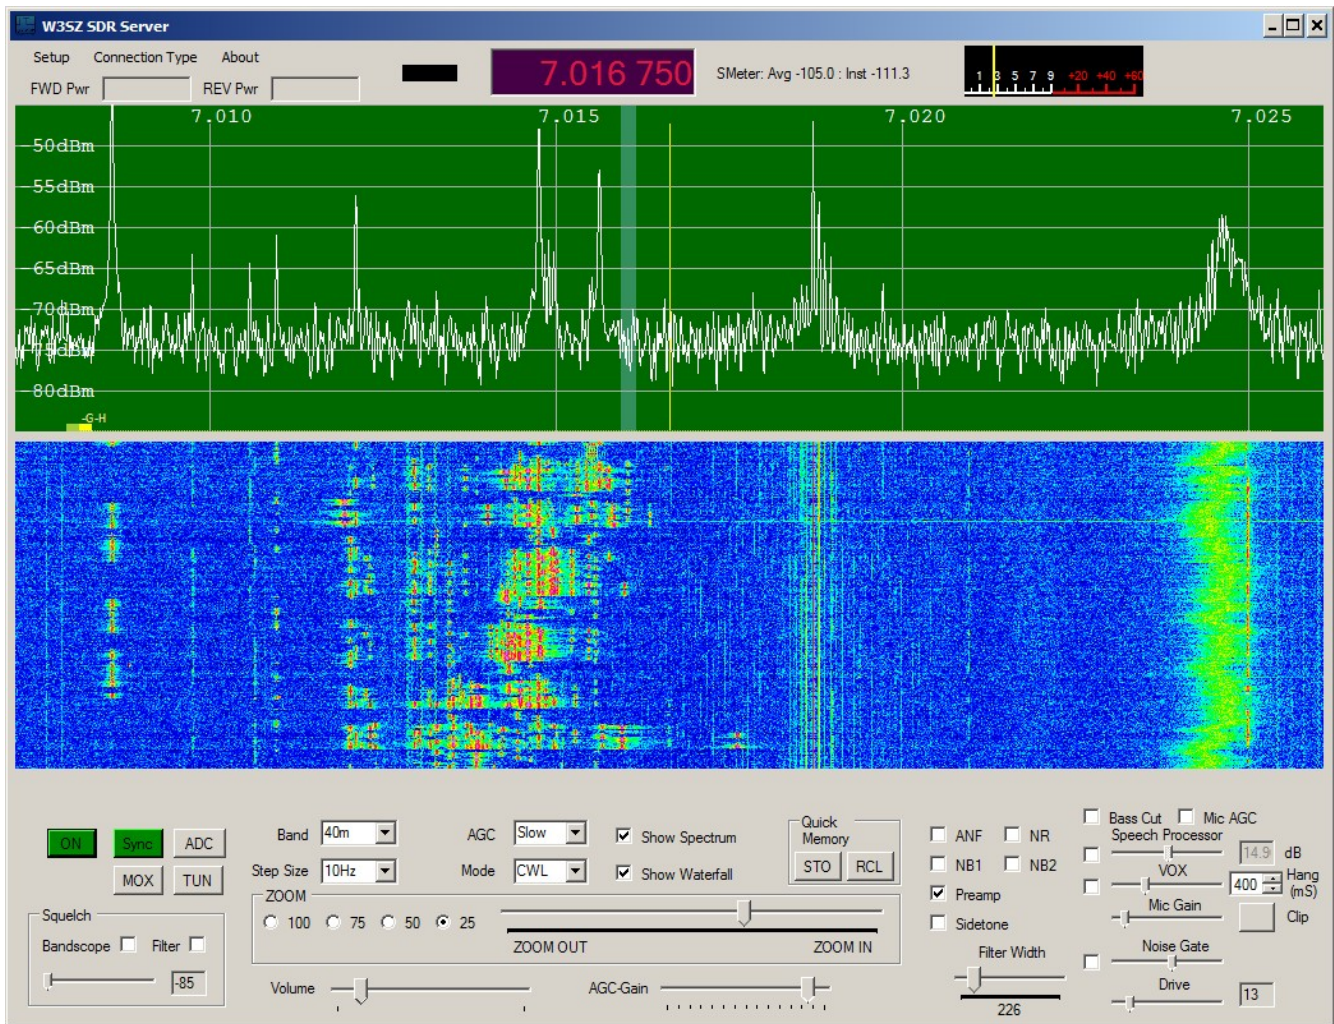 W3SZ SDR Server
Setup Connection Type About
FWD Pwr REV Pwr
7.016 750
SMeter: Avg -105.0 : Inst -111.3
1 3 5 7 9 +20 +40 +60
7.010 7.015 7.020 7.025
-50dBm
-55dBm
-60dBm
-65dBm
-70dBm
-75dBm
-80dBm
-G-H
ON Sync ADC
MOX TUN
Squelch
Bandscope Filter
-85
Band 40m AGC Slow Show Spectrum
Step Size 10Hz Mode CWL Show Waterfall
Quick Memory
STO RCL
ZOOM
100 75 50 25
ZOOM OUT ZOOM IN
Volume AGC-Gain
ANF NR
NB1 NB2
Preamp
Sidetone
Filter Width
226
Bass Cut Mic AGC
Speech Processor
14.9 dB
VOX
400 Hang (mS)
Mic Gain
Clip
Noise Gate
Drive
13